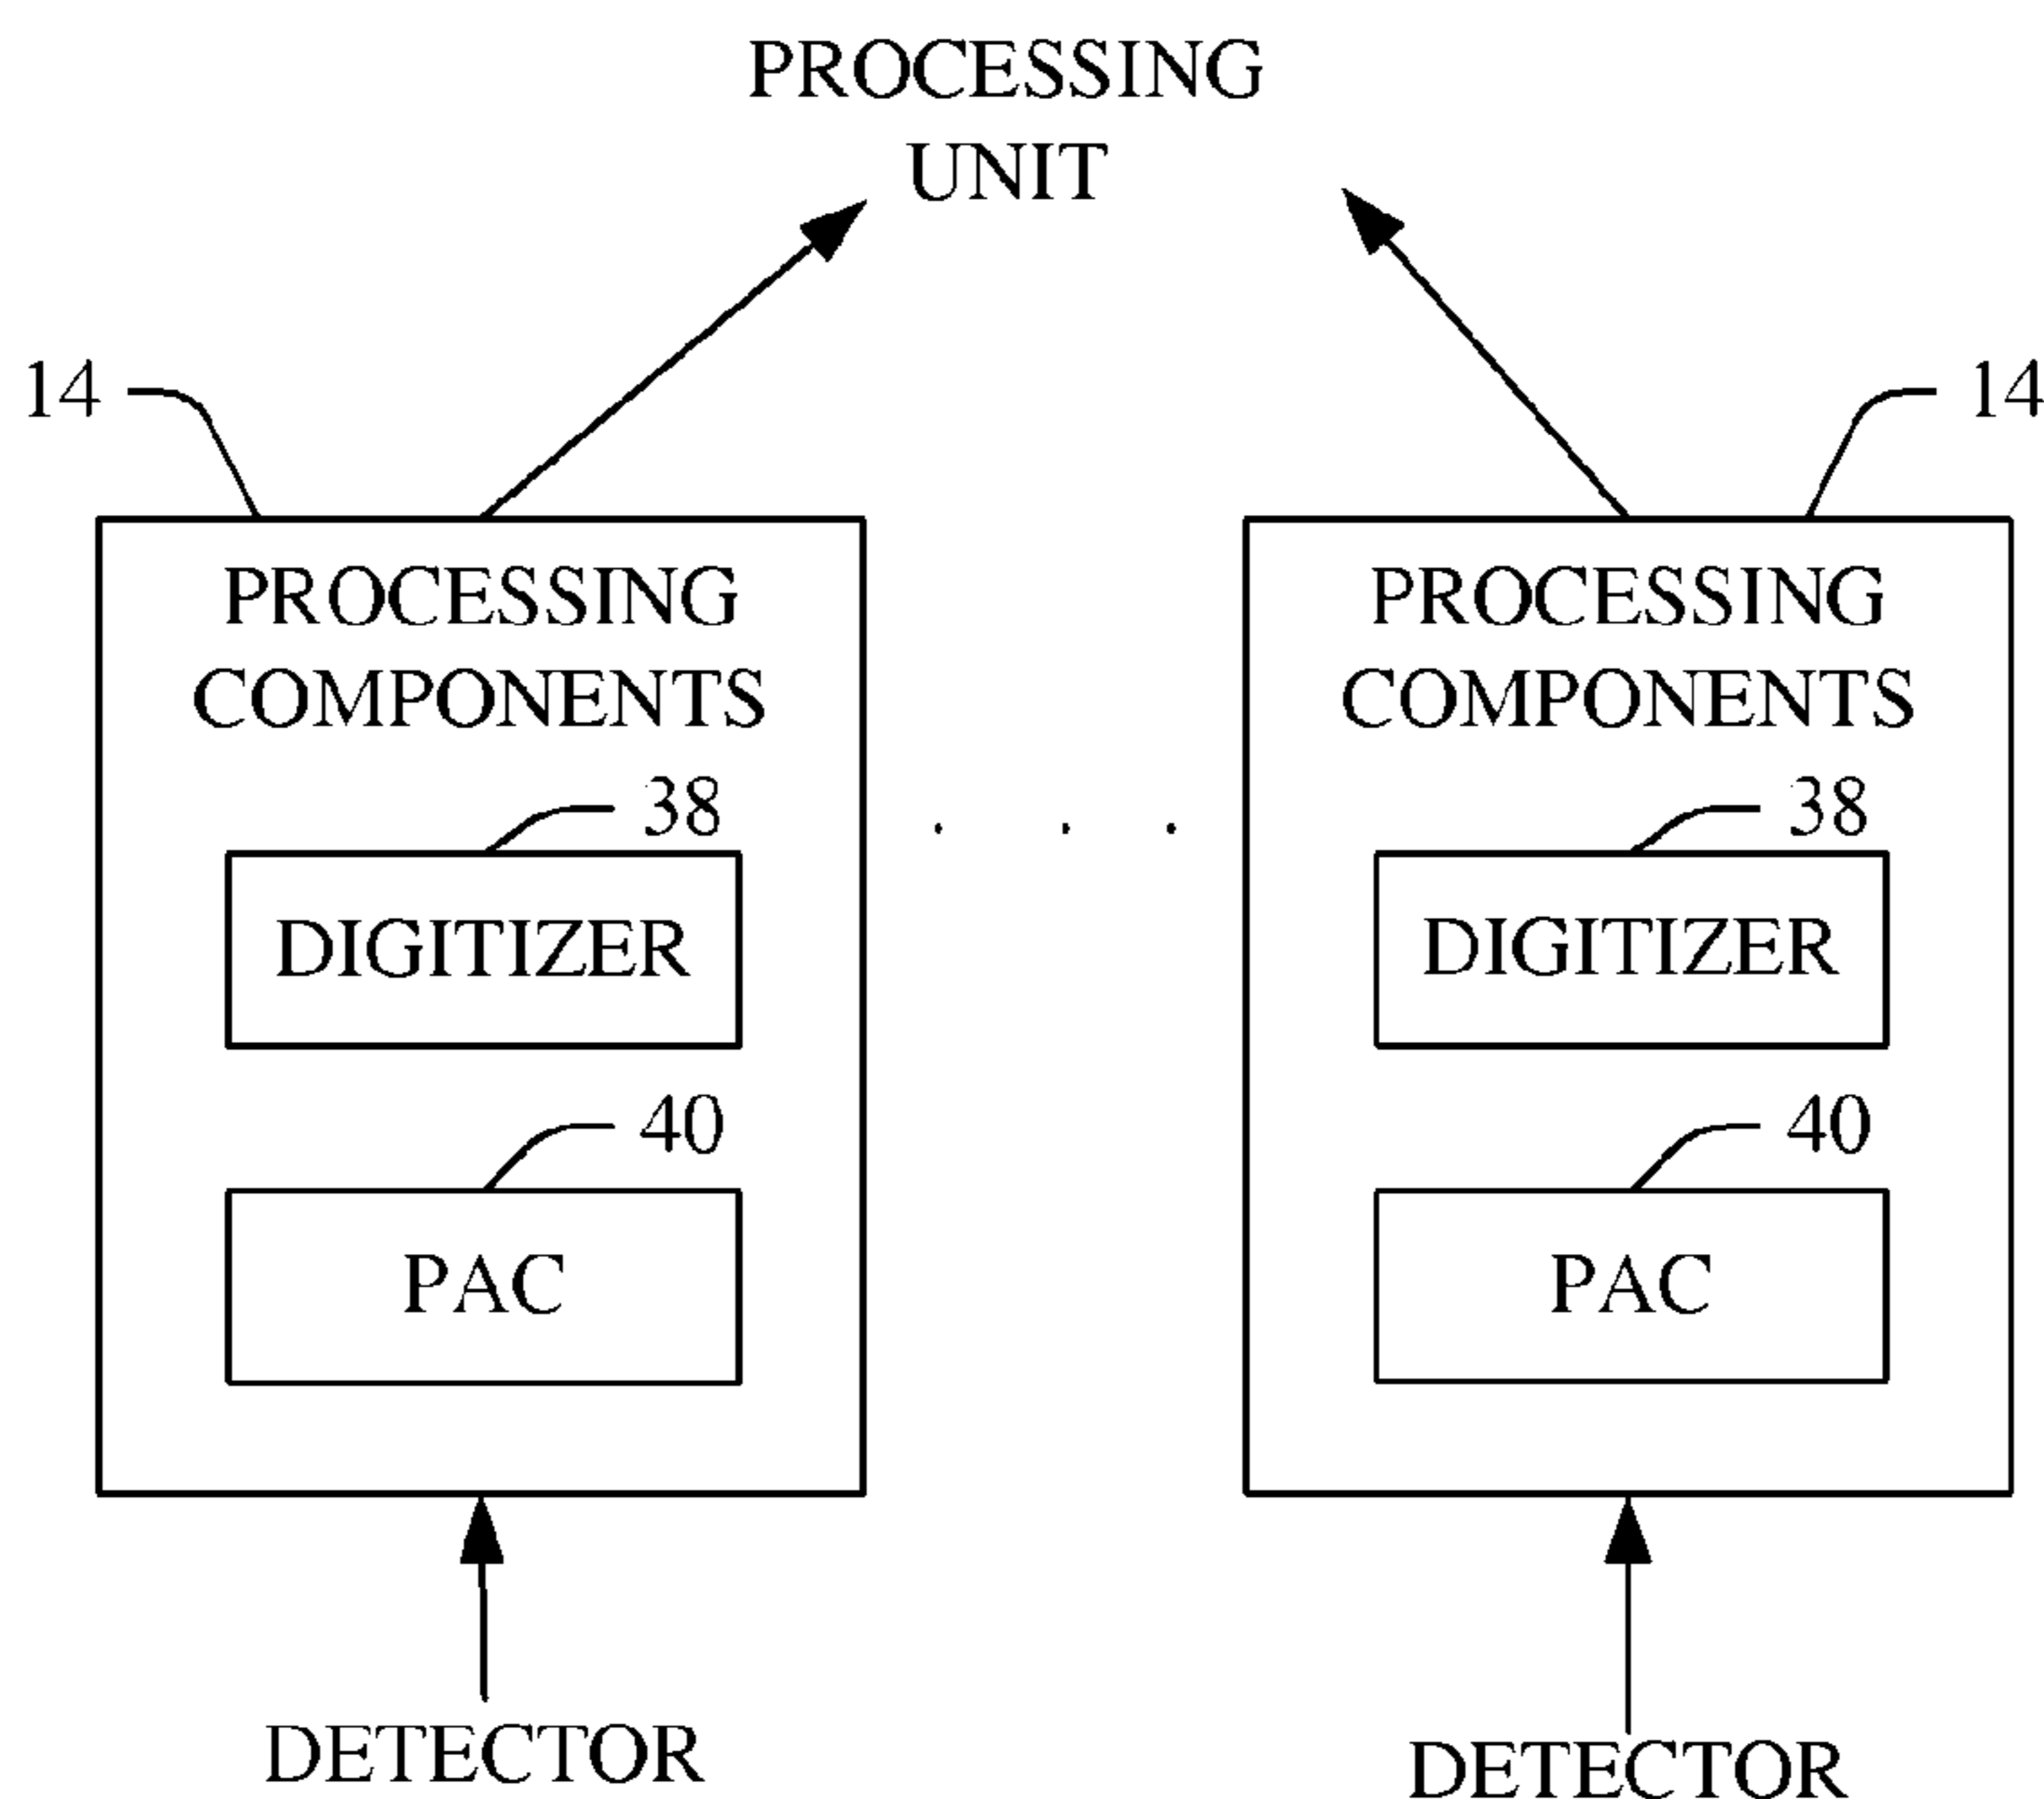 PROCESSING
UNIT
14
14
PROCESSING
COMPONENTS
38
DIGITIZER
40
PAC
. . .
PROCESSING
COMPONENTS
38
DIGITIZER
40
PAC
DETECTOR
DETECTOR